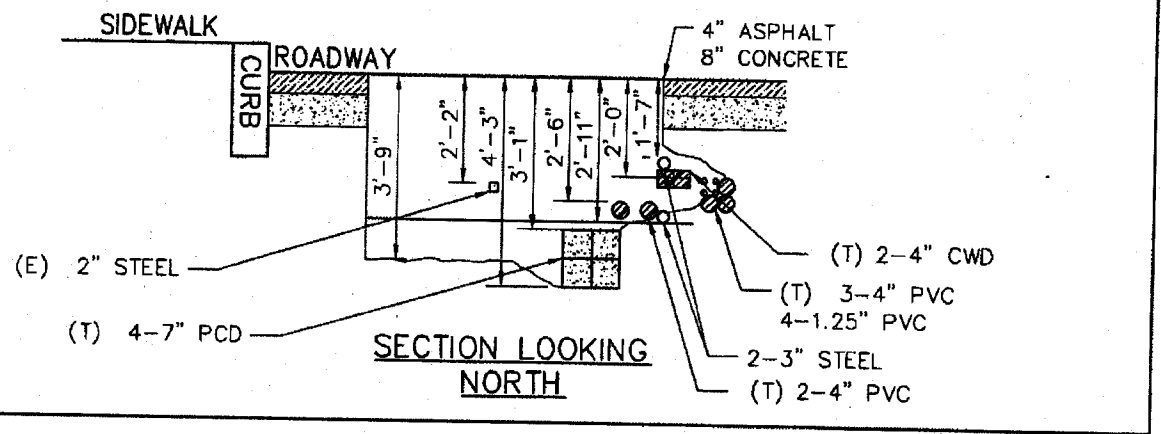 SIDEWALK
CURB
ROADWAY
4" ASPHALT
8" CONCRETE
3'-9"
2'-2"
4'-3"
3'-1"
2'-6"
2'-11"
2'-0"
1'-7"
(E) 2" STEEL
(T) 4-7" PCD
(T) 2-4" CWD
(T) 3-4" PVC
4-1.25" PVC
2-3" STEEL
(T) 2-4" PVC
SECTION LOOKING
NORTH